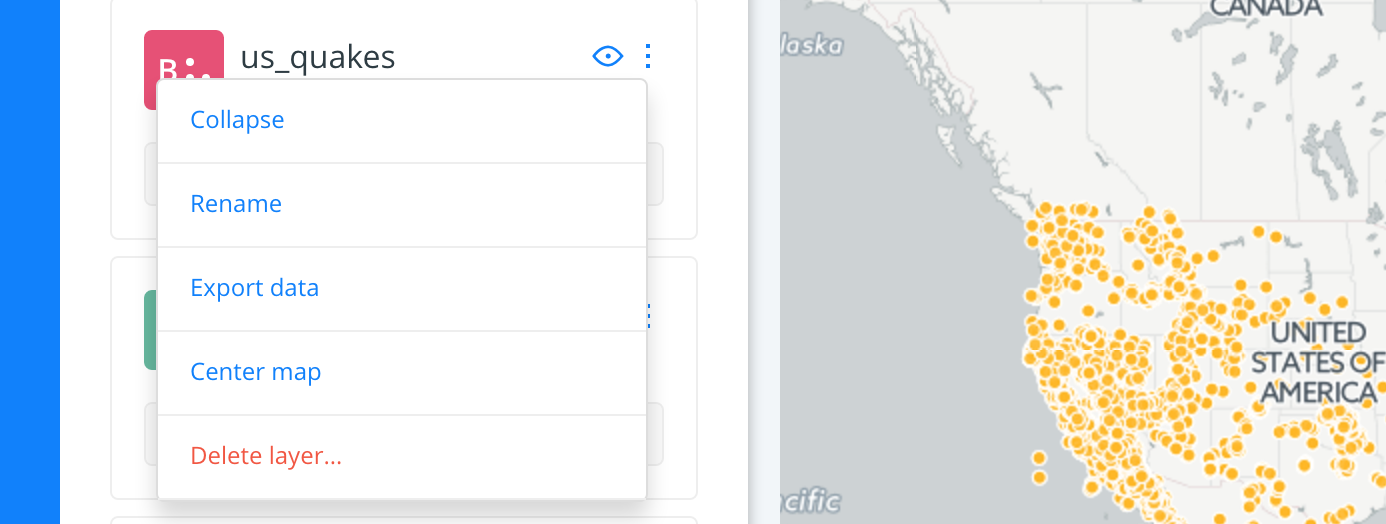 B
us_quakes
Collapse
Rename
Export data
Center map
Delete layer...
CANADA
laska
UNITED
STATES OF
AMERICA
cific